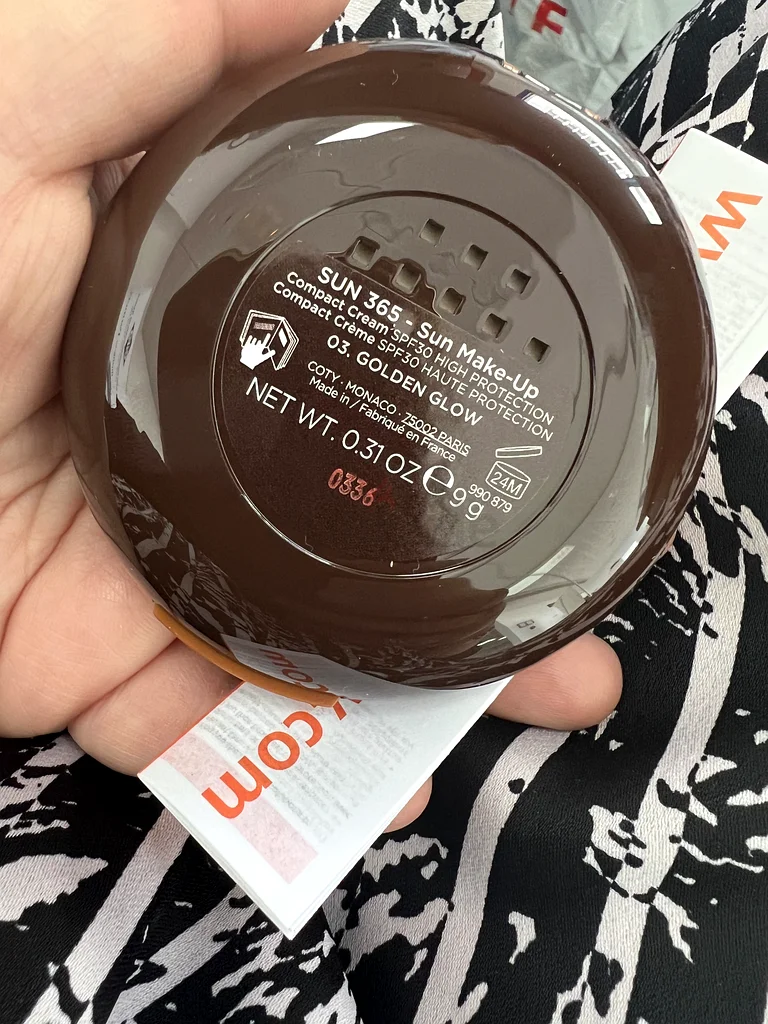 SUN 365 - Sun Make-Up
Compact Cream SPF30 HIGH PROTECTION
Compact Crème SPF30 HAUTE PROTECTION
03. GOLDEN GLOW
COTY · MONACO · 75002 PARIS
Made in / Fabriqué en France
NET WT. 0.31 OZ ℮ 9g
24M
990 879
0336
.com